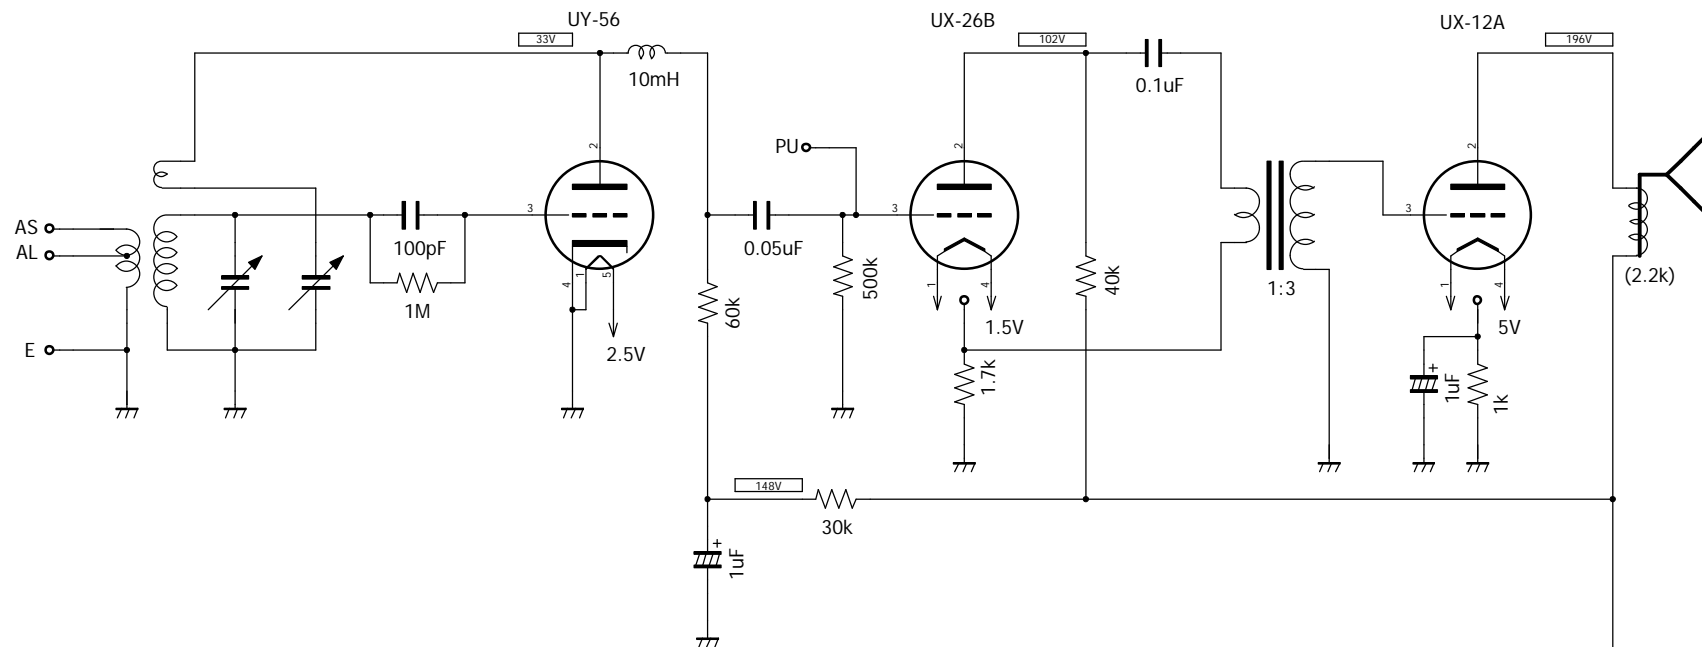 UY-56
UX-26B
UX-12A
33V
102V
196V
10mH
0.1uF
2
2
2
PU
3
3
3
AS
AL
100pF
0.05uF
1M
4
1
5
500k
60k
1
4
40k
1:3
1
4
(2.2k)
E
2.5V
1.5V
5V
1.7k
+
1uF
1k
148V
30k
+
1uF